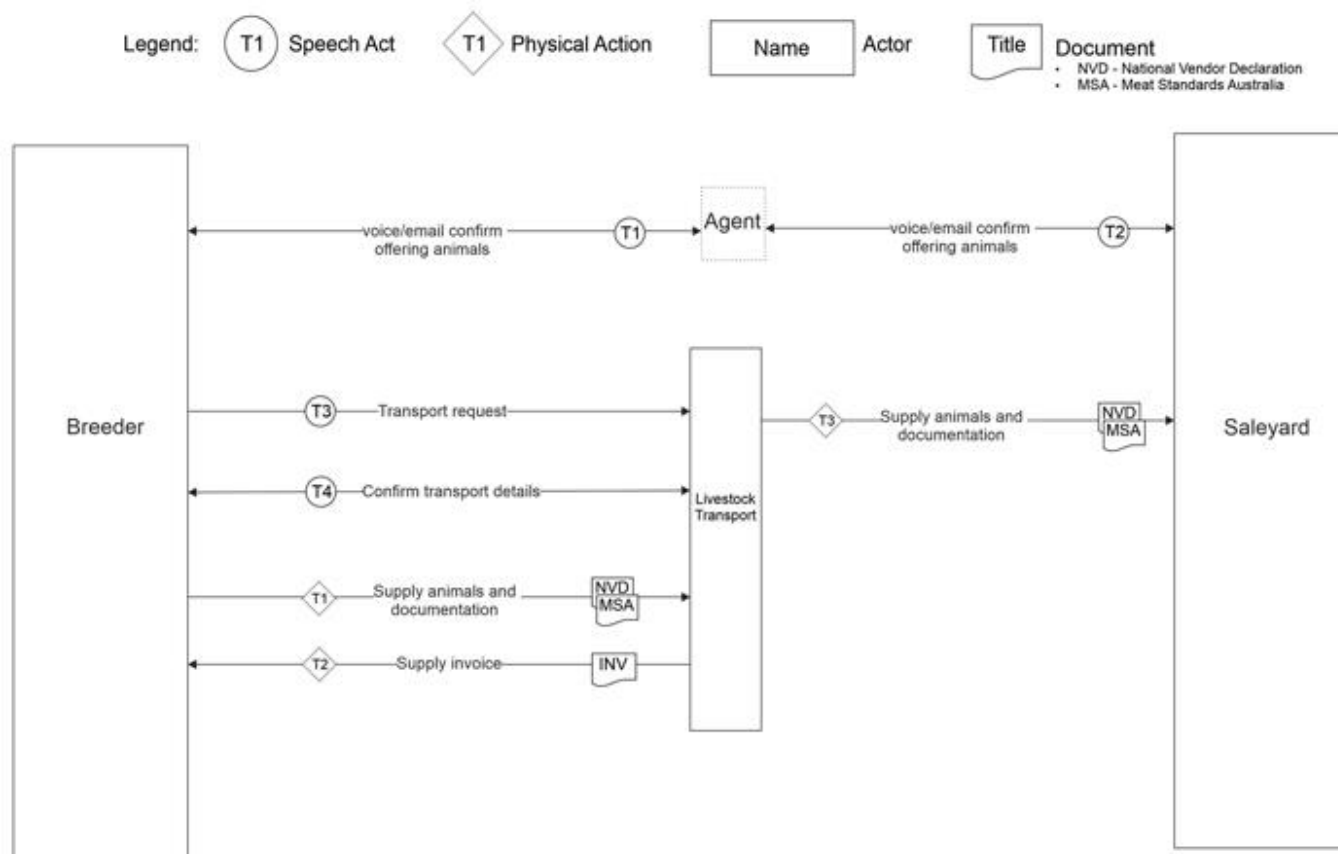 Legend:
T1
Speech Act
T1
Physical Action
Name
Actor
Title
Document
• NVD - National Vendor Declaration
• MSA - Meat Standards Australia
Breeder
voice/email confirm
offering animals
T1
Agent
voice/email confirm
offering animals
T2
Saleyard
T3
Transport request
T4
Confirm transport details
T1
Supply animals and
documentation
NVD
MSA
T2
Supply invoice
INV
Livestock
Transport
T3
Supply animals and
documentation
NVD
MSA